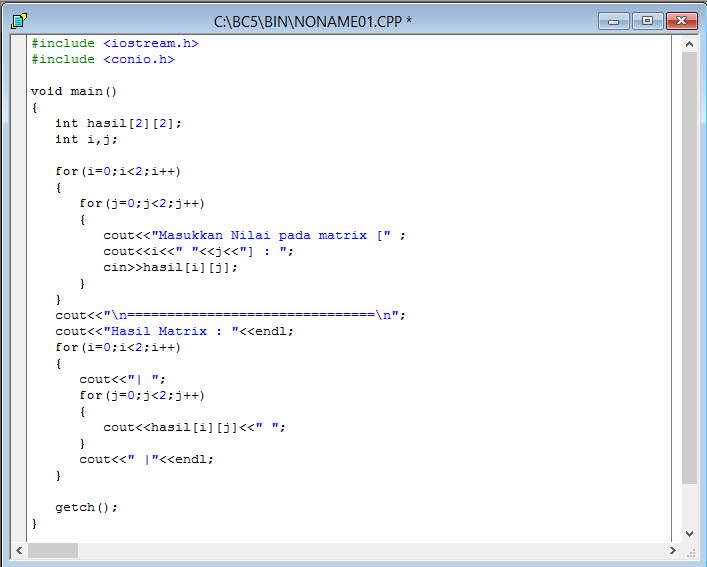 C:\BC5\BIN\NONAME01.CPP *
#include <iostream.h>
#include <conio.h>
void main()
{
int hasil[2][2];
int i,j;
for(i=0;i<2;i++)
{
for(j=0;j<2;j++)
{
cout<<"Masukkan Nilai pada matrix [" ;
cout<<i<<" "<<j<<"] : ";
cin>>hasil[i][j];
}
}
cout<<"\n===============================\n";
cout<<"Hasil Matrix : "<<endl;
for(i=0;i<2;i++)
{
cout<<"| ";
for(j=0;j<2;j++)
{
cout<<hasil[i][j]<<" ";
}
cout<<" |"<<endl;
}
getch();
}